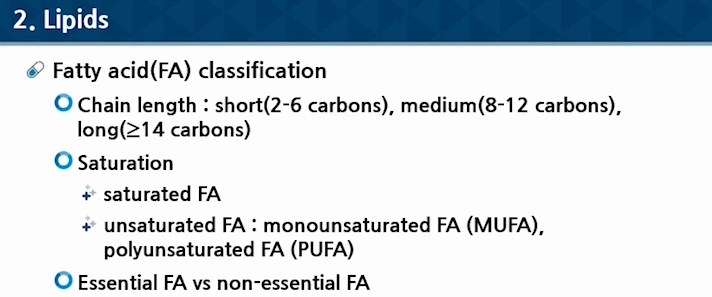 2. Lipids
Fatty acid(FA) classification
Chain length : short(2-6 carbons), medium(8-12 carbons),
long(≥14 carbons)
Saturation
saturated FA
unsaturated FA : monounsaturated FA (MUFA),
polyunsaturated FA (PUFA)
Essential FA vs non-essential FA